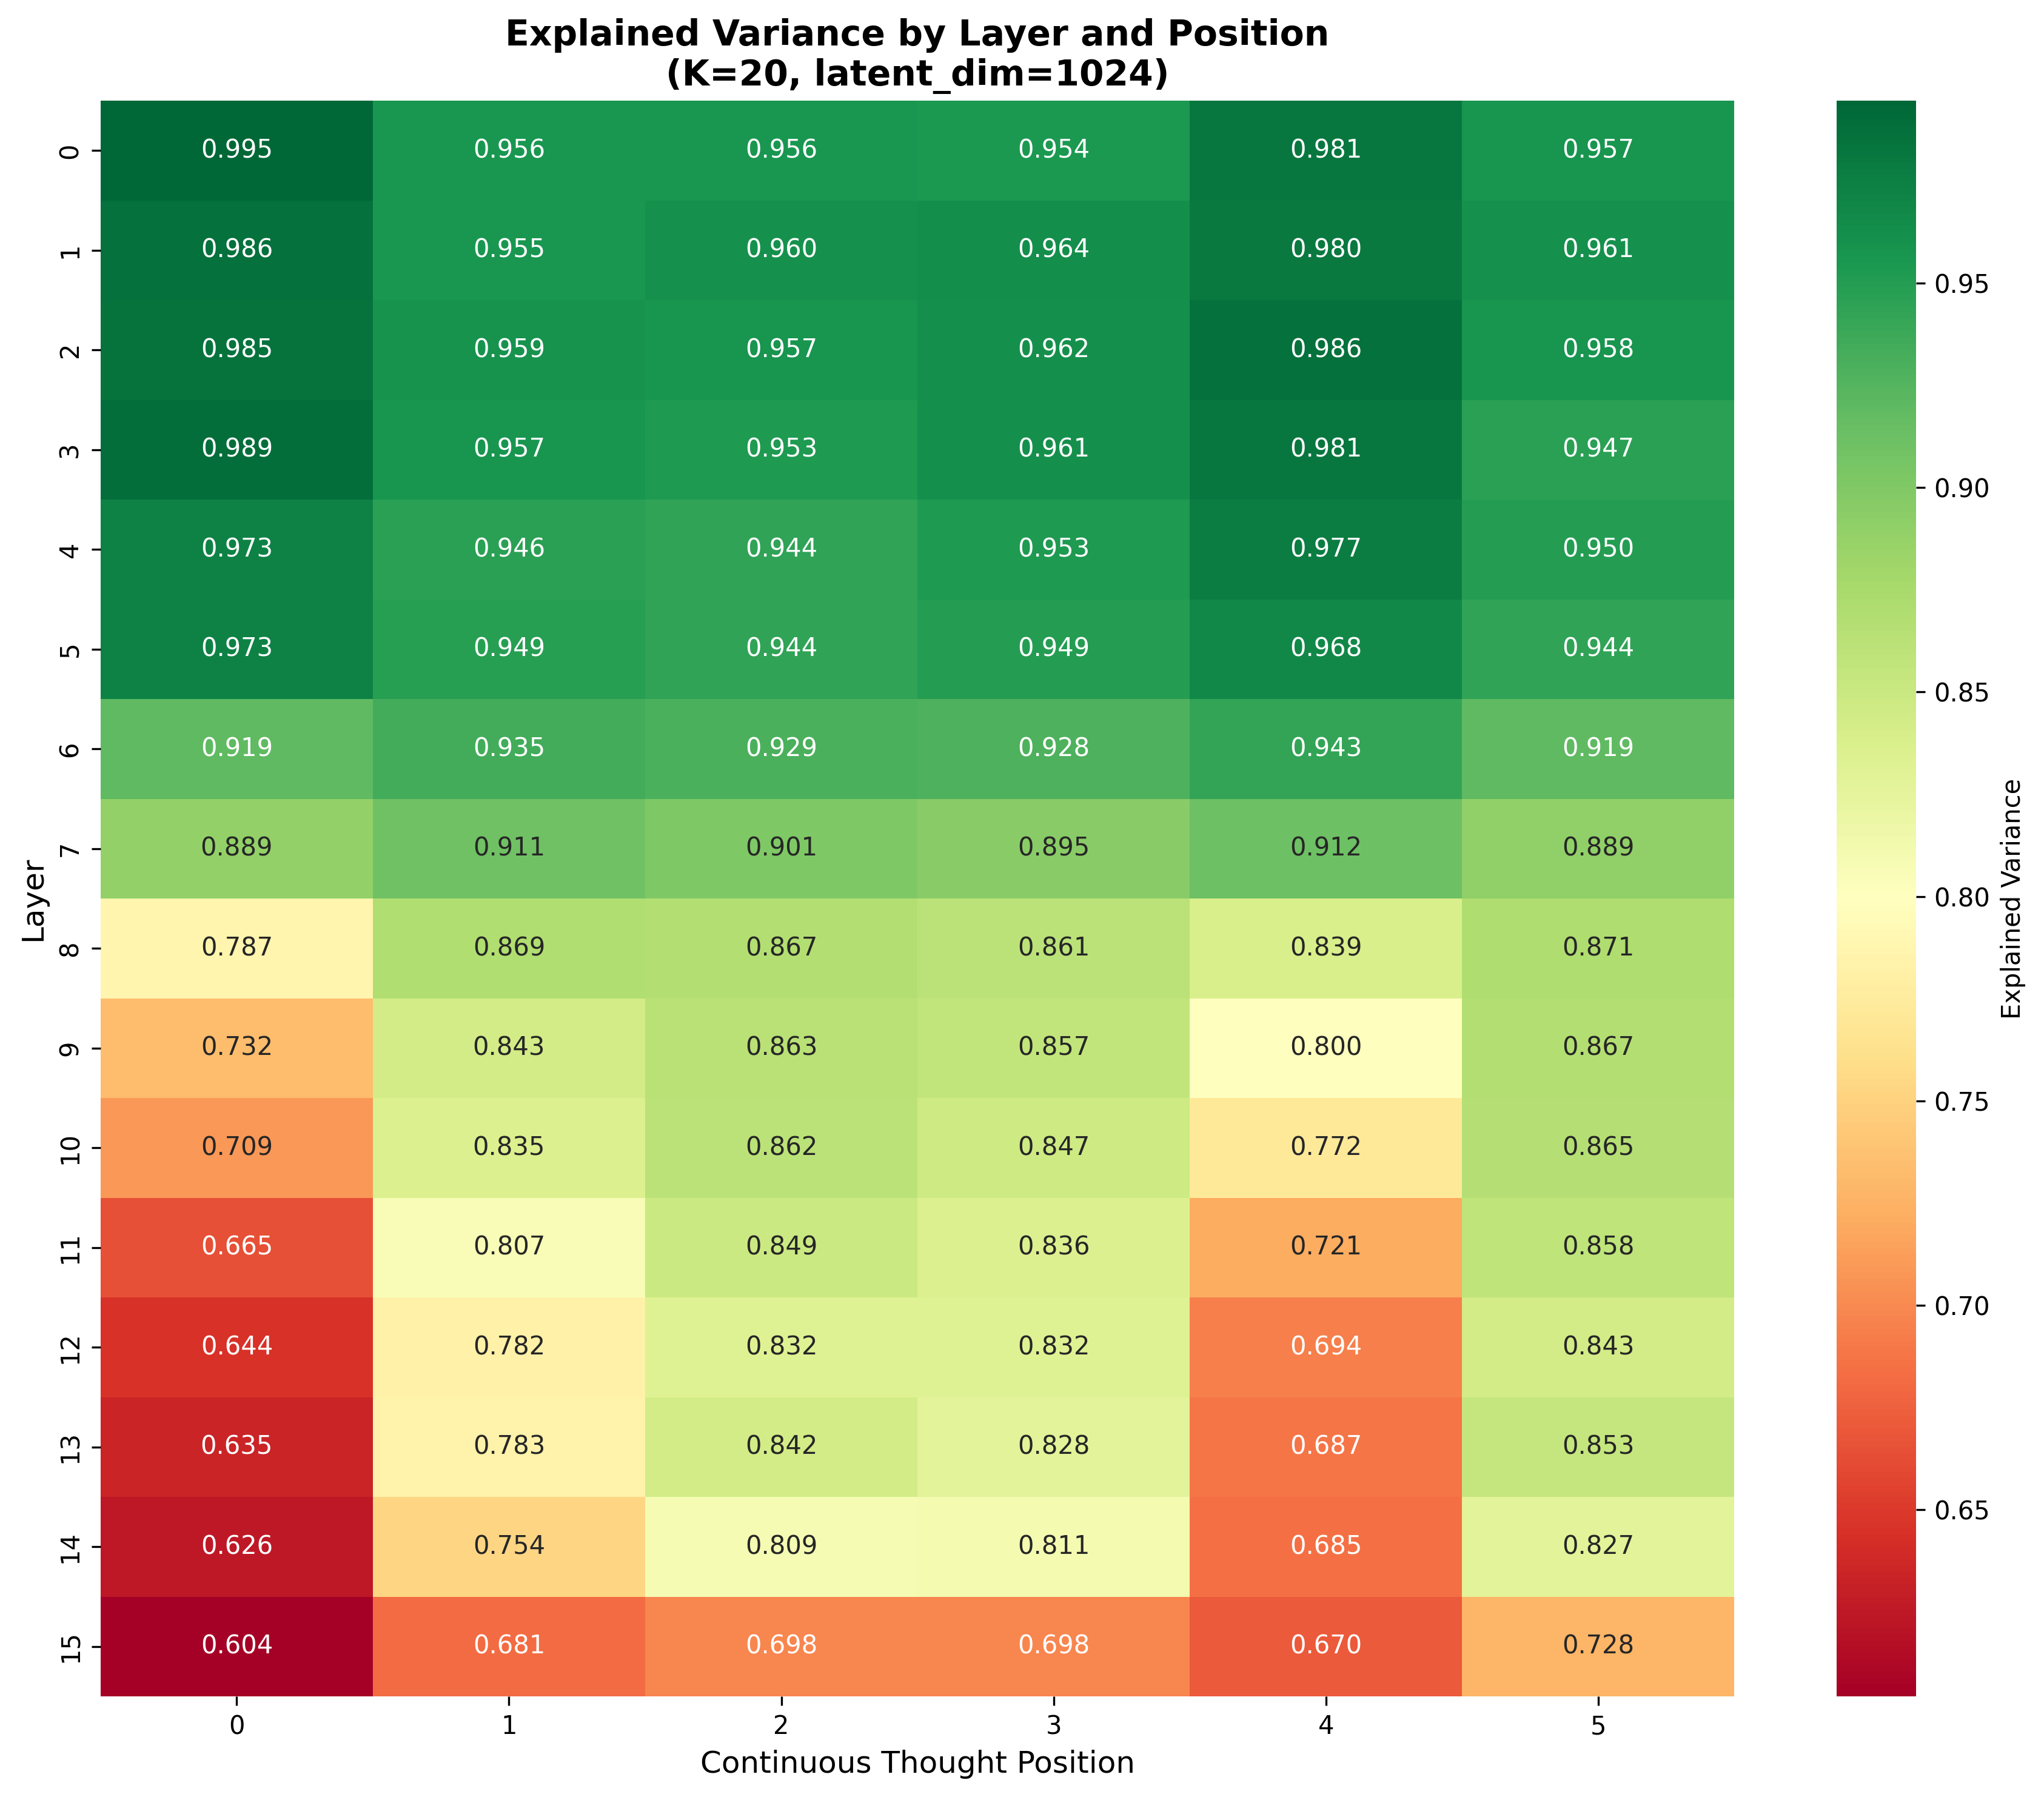 Explained Variance by Layer and Position
(K=20, latent_dim=1024)
0 0.995 0.956 0.956 0.954 0.981 0.957
1 0.986 0.955 0.960 0.964 0.980 0.961
2 0.985 0.959 0.957 0.962 0.986 0.958
3 0.989 0.957 0.953 0.961 0.981 0.947
4 0.973 0.946 0.944 0.953 0.977 0.950
5 0.973 0.949 0.944 0.949 0.968 0.944
6 0.919 0.935 0.929 0.928 0.943 0.919
7 0.889 0.911 0.901 0.895 0.912 0.889
8 0.787 0.869 0.867 0.861 0.839 0.871
9 0.732 0.843 0.863 0.857 0.800 0.867
10 0.709 0.835 0.862 0.847 0.772 0.865
11 0.665 0.807 0.849 0.836 0.721 0.858
12 0.644 0.782 0.832 0.832 0.694 0.843
13 0.635 0.783 0.842 0.828 0.687 0.853
14 0.626 0.754 0.809 0.811 0.685 0.827
15 0.604 0.681 0.698 0.698 0.670 0.728
0 1 2 3 4 5
Layer
Continuous Thought Position
0.95
0.90
0.85
0.80
0.75
0.70
0.65
Explained Variance